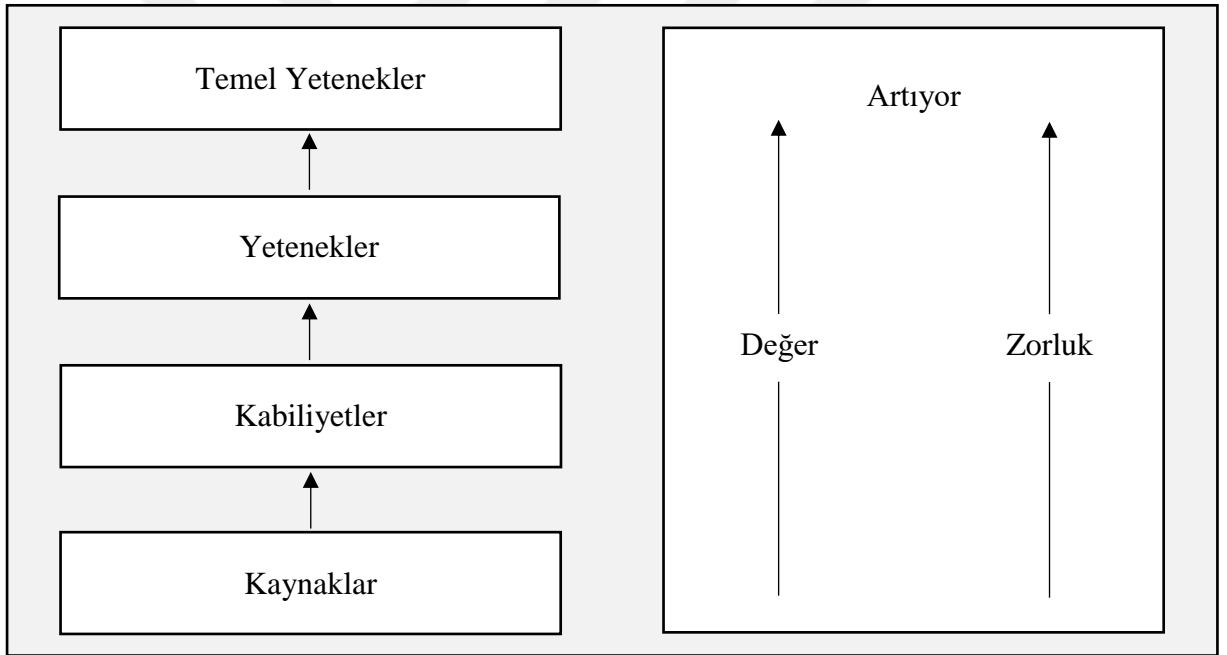 Temel Yetenekler
Yetenekler
Kabiliyetler
Kaynaklar
Artıyor
Değer
Zorluk